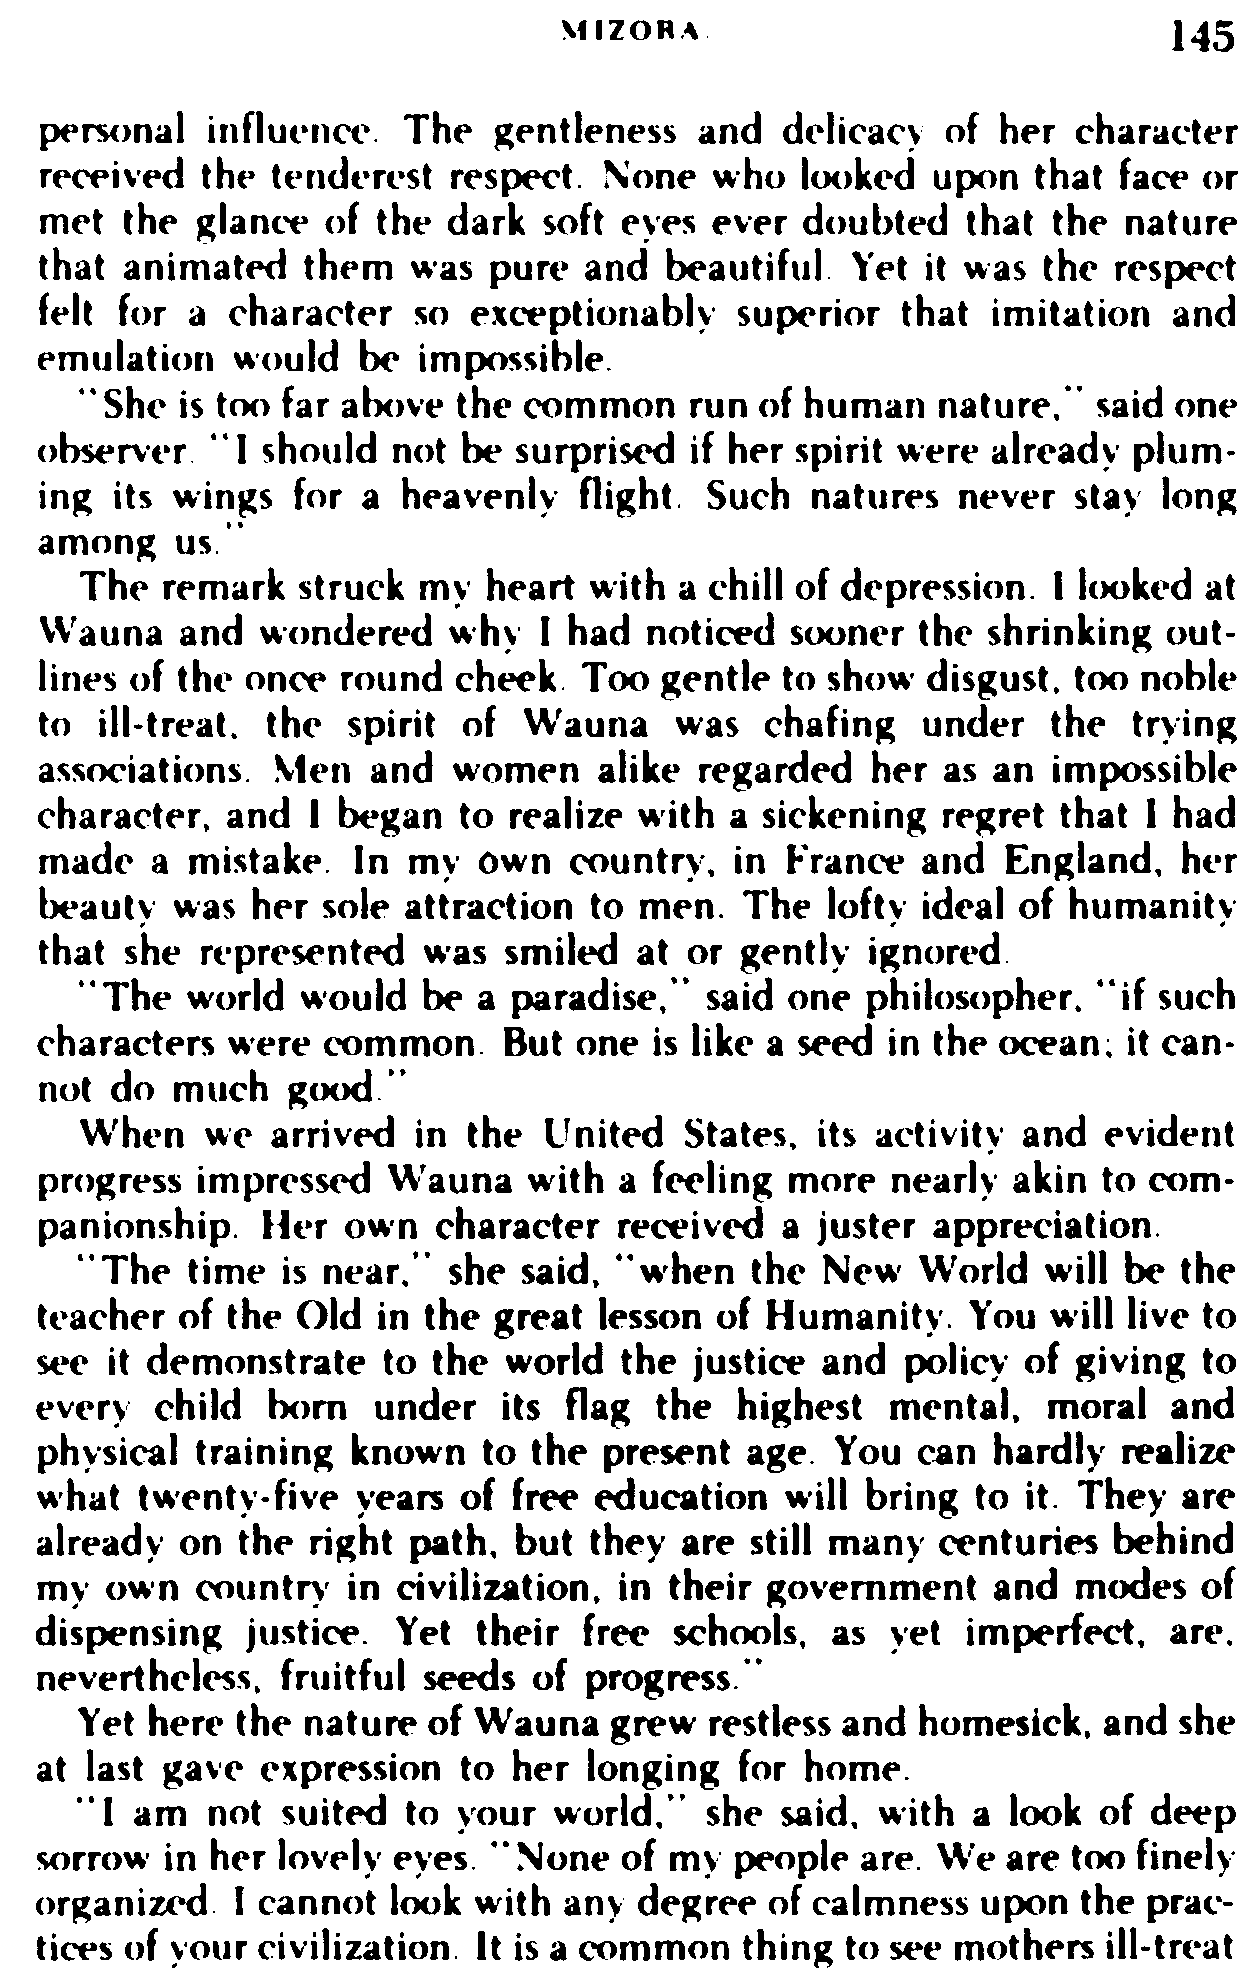 MIZORA 145
personal influence. The gentleness and delicacy of her character
received the tenderest respect. None who looked upon that face or
met the glance of the dark soft eyes ever doubted that the nature
that animated them was pure and beautiful. Yet it was the respect
felt for a character so exceptionably superior that imitation and
emulation would be impossible.
"She is too far above the common run of human nature," said one
observer. "I should not be surprised if her spirit were already plum-
ing its wings for a heavenly flight. Such natures never stay long
among us."
The remark struck my heart with a chill of depression. I looked at
Wauna and wondered why I had noticed sooner the shrinking out-
lines of the once round cheek. Too gentle to show disgust, too noble
to ill-treat, the spirit of Wauna was chafing under the trying
associations. Men and women alike regarded her as an impossible
character, and I began to realize with a sickening regret that I had
made a mistake. In my own country, in France and England, her
beauty was her sole attraction to men. The lofty ideal of humanity
that she represented was smiled at or gently ignored.
"The world would be a paradise," said one philosopher, "if such
characters were common. But one is like a seed in the ocean; it can-
not do much good."
When we arrived in the United States, its activity and evident
progress impressed Wauna with a feeling more nearly akin to com-
panionship. Her own character received a juster appreciation.
"The time is near," she said, "when the New World will be the
teacher of the Old in the great lesson of Humanity. You will live to
see it demonstrate to the world the justice and policy of giving to
every child born under its flag the highest mental, moral and
physical training known to the present age. You can hardly realize
what twenty-five years of free education will bring to it. They are
already on the right path, but they are still many centuries behind
my own country in civilization, in their government and modes of
dispensing justice. Yet their free schools, as yet imperfect, are,
nevertheless, fruitful seeds of progress."
Yet here the nature of Wauna grew restless and homesick, and she
at last gave expression to her longing for home.
"I am not suited to your world," she said, with a look of deep
sorrow in her lovely eyes. "None of my people are. We are too finely
organized. I cannot look with any degree of calmness upon the prac-
tices of your civilization. It is a common thing to see mothers ill-treat